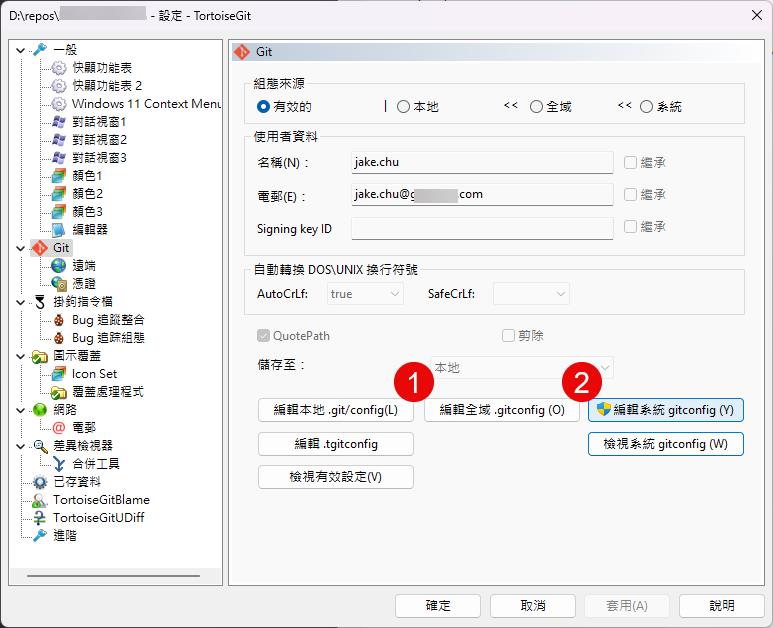 D:\repos\ - 設定 - TortoiseGit
一般
快顯功能表
快顯功能表 2
Windows 11 Context Menu
對話視窗1
對話視窗2
對話視窗3
顏色1
顏色2
顏色3
編輯器
Git
遠端
憑證
掛鉤指令檔
Bug 追蹤整合
Bug 追踪組態
圖示覆蓋
Icon Set
覆蓋處理程式
網路
電郵
差異檢視器
合併工具
已存資料
TortoiseGitBlame
TortoiseGitUDiff
進階
Git
組態來源
有效的 | 本地 << 全域 << 系統
使用者資料
名稱(N)： jake.chu 繼承
電郵(E)： jake.chu@g .com 繼承
Signing key ID 繼承
自動轉換 DOS\UNIX 換行符號
AutoCrLf: true SafeCrLf:
QuotePath 剪除
儲存至： 本地
1 2
編輯本地 .git/config(L) 編輯全域 .gitconfig (O) 編輯系統 gitconfig (Y)
編輯 .tgitconfig 檢視系統 gitconfig (W)
檢視有效設定(V)
確定 取消 套用(A) 說明